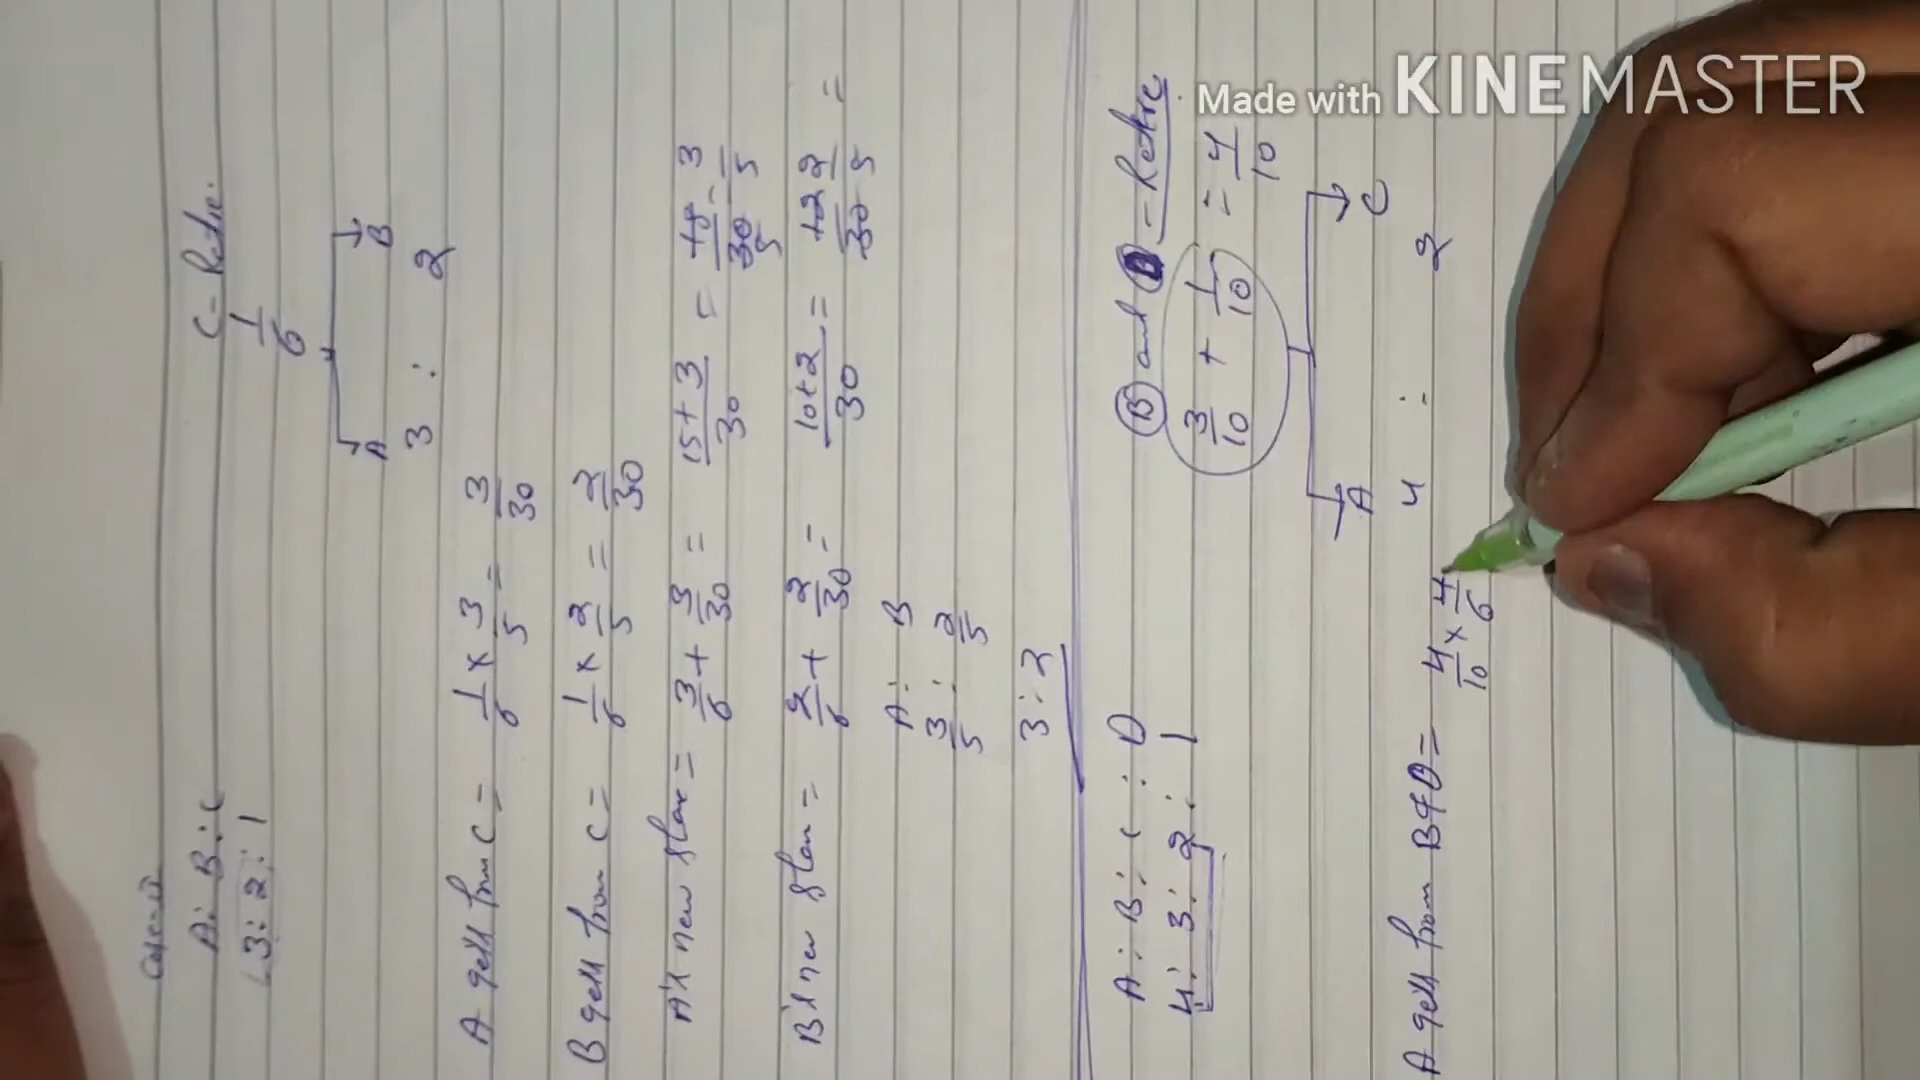 Made with KINEMASTER
Case-II
A : B : C
3 : 2 : 1
C - Retire.
1/6
A B
3 : 2
A gets from C = 1/6 × 3/5 = 3/30
B gets from C = 1/6 × 2/5 = 2/30
A's new share = 3/6 + 3/30 = 15+3/30 = 18/30 = 3/5
B's new share = 2/6 + 2/30 = 10+2/30 = 12/30 2/5 =
A : B
3/5 : 2/5
3 : 2
A : B : C : D
4 : 3 : 2 : 1
B and D - Retire
3/10 + 1/10 = 4/10
A C
4 : 2
A gets from B & D = 4/10 × 4/6